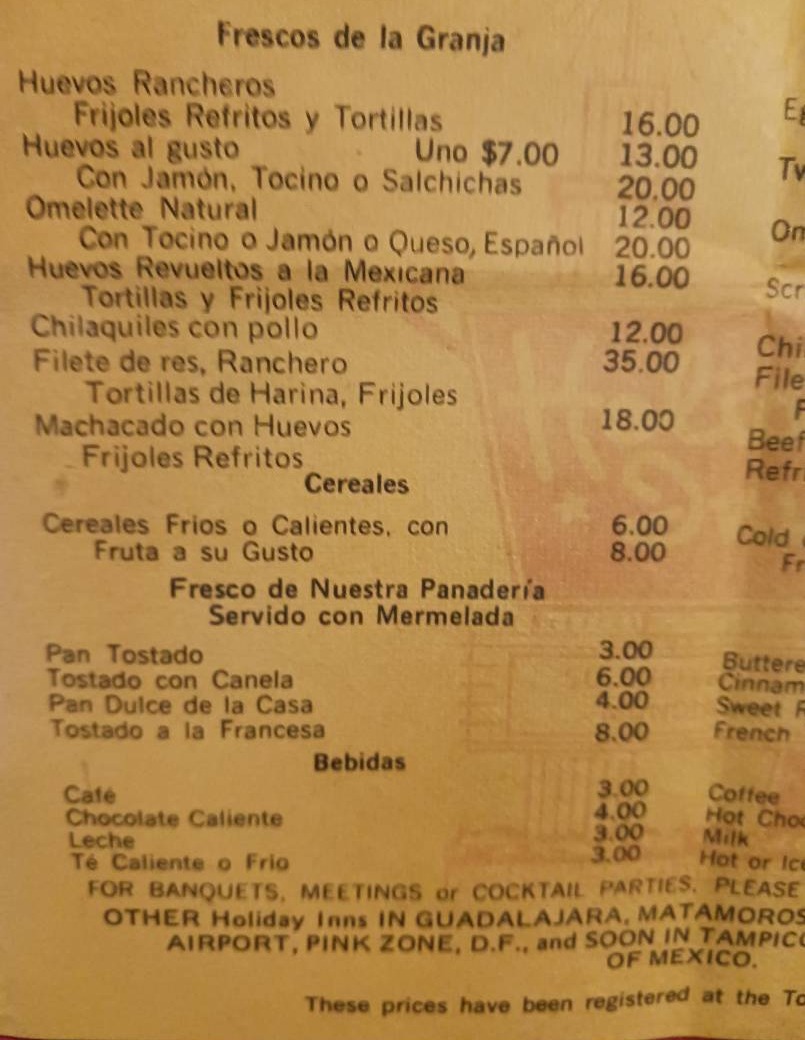 Frescos de la Granja
Huevos Rancheros
Frijoles Refritos y Tortillas 16.00
Huevos al gusto Uno $7.00 13.00
Con Jamón, Tocino o Salchichas 20.00
Omelette Natural 12.00
Con Tocino o Jamón o Queso, Español 20.00
Huevos Revueltos a la Mexicana 16.00
Tortillas y Frijoles Refritos
Chilaquiles con pollo 12.00
Filete de res, Ranchero 35.00
Tortillas de Harina, Frijoles
Machacado con Huevos 18.00 Beef
Frijoles Refritos
Cereales
Cereales Frios o Calientes, con 6.00 Cold
Fruta a su Gusto 8.00
Fresco de Nuestra Panadería
Servido con Mermelada
Pan Tostado 3.00
Tostado con Canela 6.00
Pan Dulce de la Casa 4.00 Sweet
Tostado a la Francesa 8.00 French
Bebidas
Café 3.00 Coffee
Chocolate Caliente 4.00 Hot
Leche 3.00 Milk
Té Caliente o Frio 3.00 Hot or
FOR BANQUETS, MEETINGS or COCKTAIL PARTIES, PLEASE
OTHER Holiday Inns IN GUADALAJARA, MATAMOROS
AIRPORT, PINK ZONE, D.F., and SOON IN TAMPICO
OF MEXICO.
These prices have been registered at the